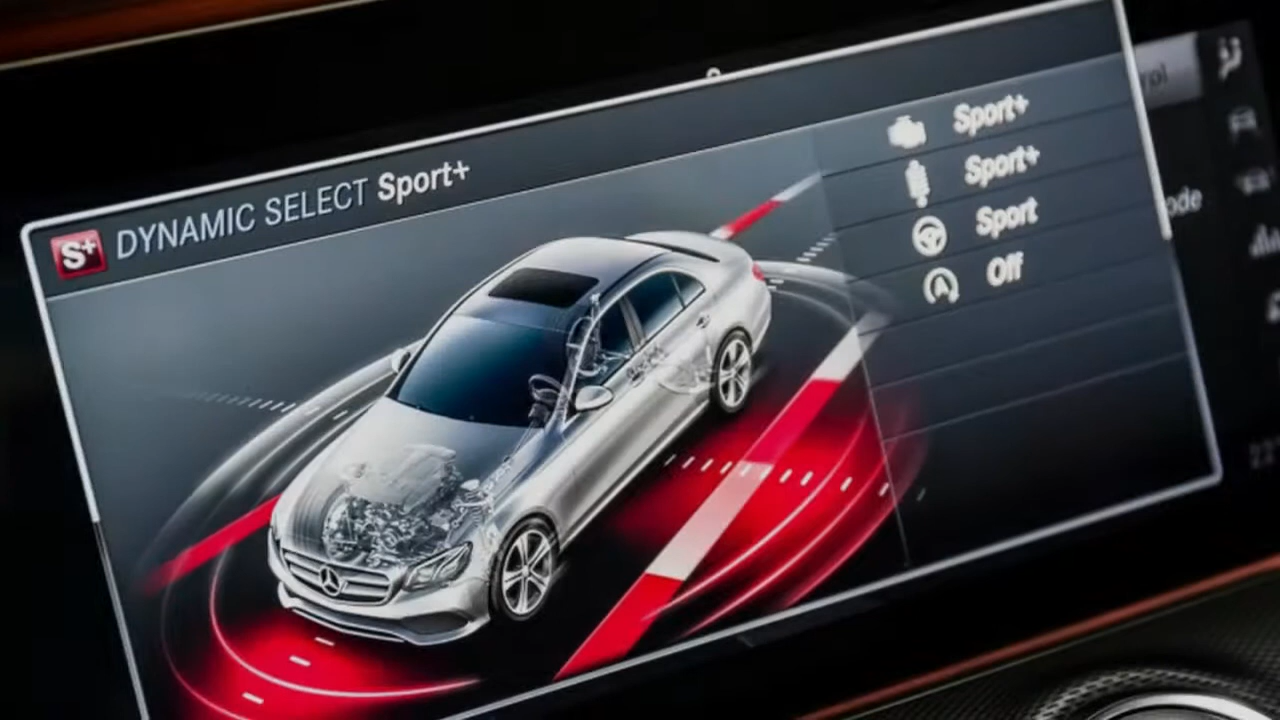 S+ DYNAMIC SELECT Sport+
Sport+
Sport+
Sport
A Off